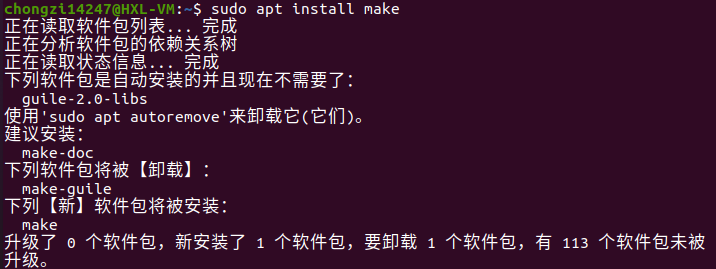 chongzi14247@HXL-VM:~$ sudo apt install make
正在读取软件包列表... 完成
正在分析软件包的依赖关系树
正在读取状态信息... 完成
下列软件包是自动安装的并且现在不需要了：
  guile-2.0-libs
使用'sudo apt autoremove'来卸载它(它们)。
建议安装：
  make-doc
下列软件包将被【卸载】：
  make-guile
下列【新】软件包将被安装：
  make
升级了 0 个软件包，新安装了 1 个软件包，要卸载 1 个软件包，有 113 个软件包未被
升级。